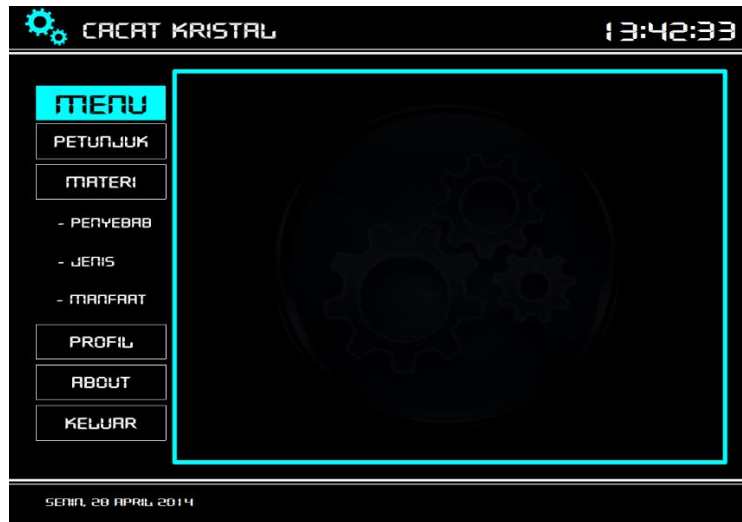 CACAT KRISTAL
13:42:33
MENU
PETUNJUK
MATERI
- PENYEBAB
- JENIS
- MANFAAT
PROFIL
ABOUT
KELUAR
SENIN, 28 APRIL 2014